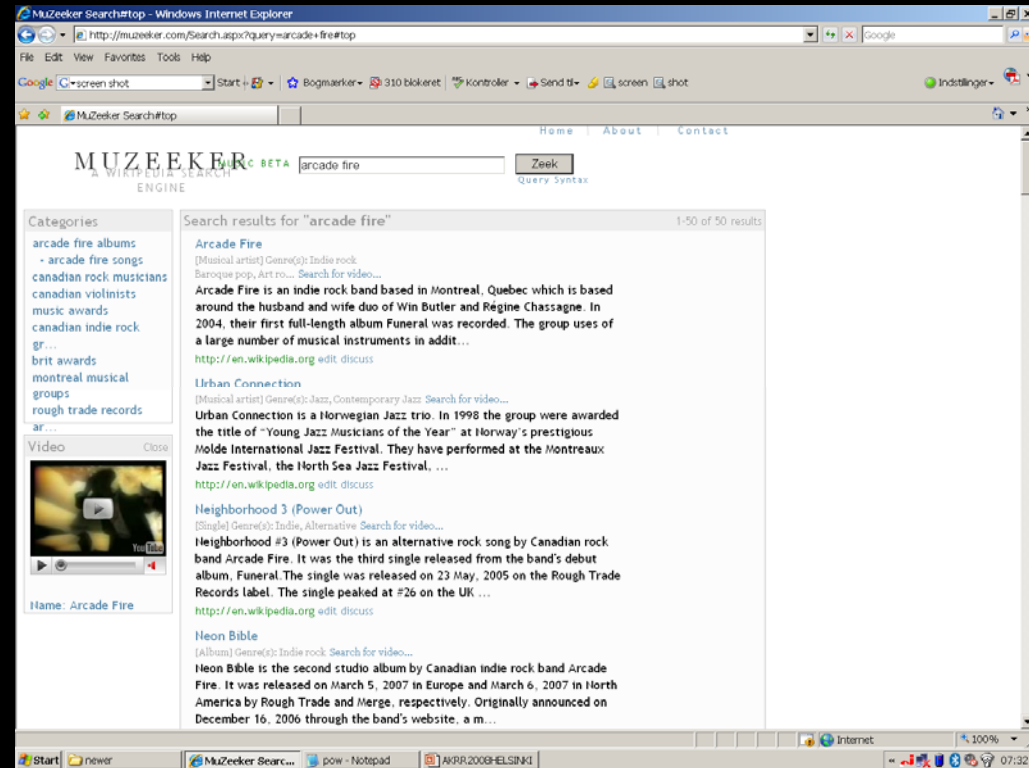 MuZeeker Search#top - Windows Internet Explorer
http://muzeeker.com/Search.aspx?query=arcade+fire#top
Google
File Edit View Favorites Tools Help
Google screen shot Start Bogmærker 310 blokeret Kontroler Send til screen shot Indstillinger
MuZeeker Search#top
Home | About | Contact
MUZEEKER MUSIC BETA arcade fire Zeek
A WIKIPEDIA SEARCH
ENGINE
Query Syntax
Categories
arcade fire albums
- arcade fire songs
canadian rock musicians
canadian violinists
music awards
canadian indie rock
gr...
brit awards
montreal musical
groups
rough trade records
ar...
Video Close
YouTube
Name: Arcade Fire
Search results for "arcade fire" 1-50 of 50 results
Arcade Fire
[Musical artist] Genre(s): Indie rock
Baroque pop, Art ro... Search for video...
Arcade Fire is an indie rock band based in Montreal, Quebec which is based
around the husband and wife duo of Win Butler and Régine Chassagne. In
2004, their first full-length album Funeral was recorded. The group uses of
a large number of musical instruments in addit...
http://en.wikipedia.org edit discuss
Urban Connection
[Musical artist] Genre(s): Jazz, Contemporary Jazz Search for video...
Urban Connection is a Norwegian Jazz trio. In 1998 the group were awarded
the title of "Young Jazz Musicians of the Year" at Norway's prestigious
Molde International Jazz Festival. They have performed at the Montreaux
Jazz Festival, the North Sea Jazz Festival, ...
http://en.wikipedia.org edit discuss
Neighborhood 3 (Power Out)
[Single] Genre(s): Indie, Alternative Search for video...
Neighborhood #3 (Power Out) is an alternative rock song by Canadian rock
band Arcade Fire. It was the third single released from the band's debut
album, Funeral.The single was released on 23 May, 2005 on the Rough Trade
Records label. The single peaked at #26 on the UK ...
http://en.wikipedia.org edit discuss
Neon Bible
[Album] Genre(s): Indie rock Search for video...
Neon Bible is the second studio album by Canadian indie rock band Arcade
Fire. It was released on March 5, 2007 in Europe and March 6, 2007 in North
America by Rough Trade and Merge, respectively. Originally announced on
December 16, 2006 through the band's website, a m...
Internet 100%
Start newer MuZeeker Searc... pow - Notepad AKRR2008HELSINKI 07:32